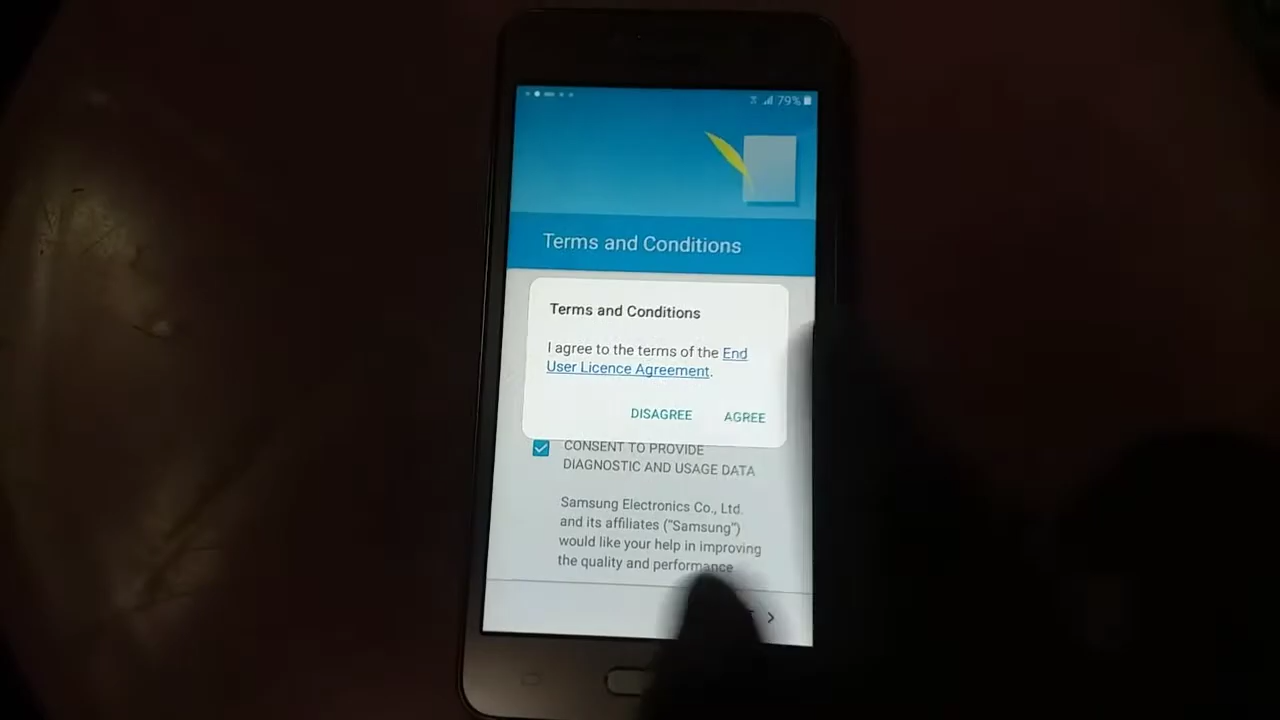 79%
Terms and Conditions
Terms and Conditions
I agree to the terms of the End
User Licence Agreement.
DISAGREE AGREE
CONSENT TO PROVIDE
DIAGNOSTIC AND USAGE DATA
Samsung Electronics Co., Ltd.
and its affiliates ("Samsung")
would like your help in improving
the quality and performance